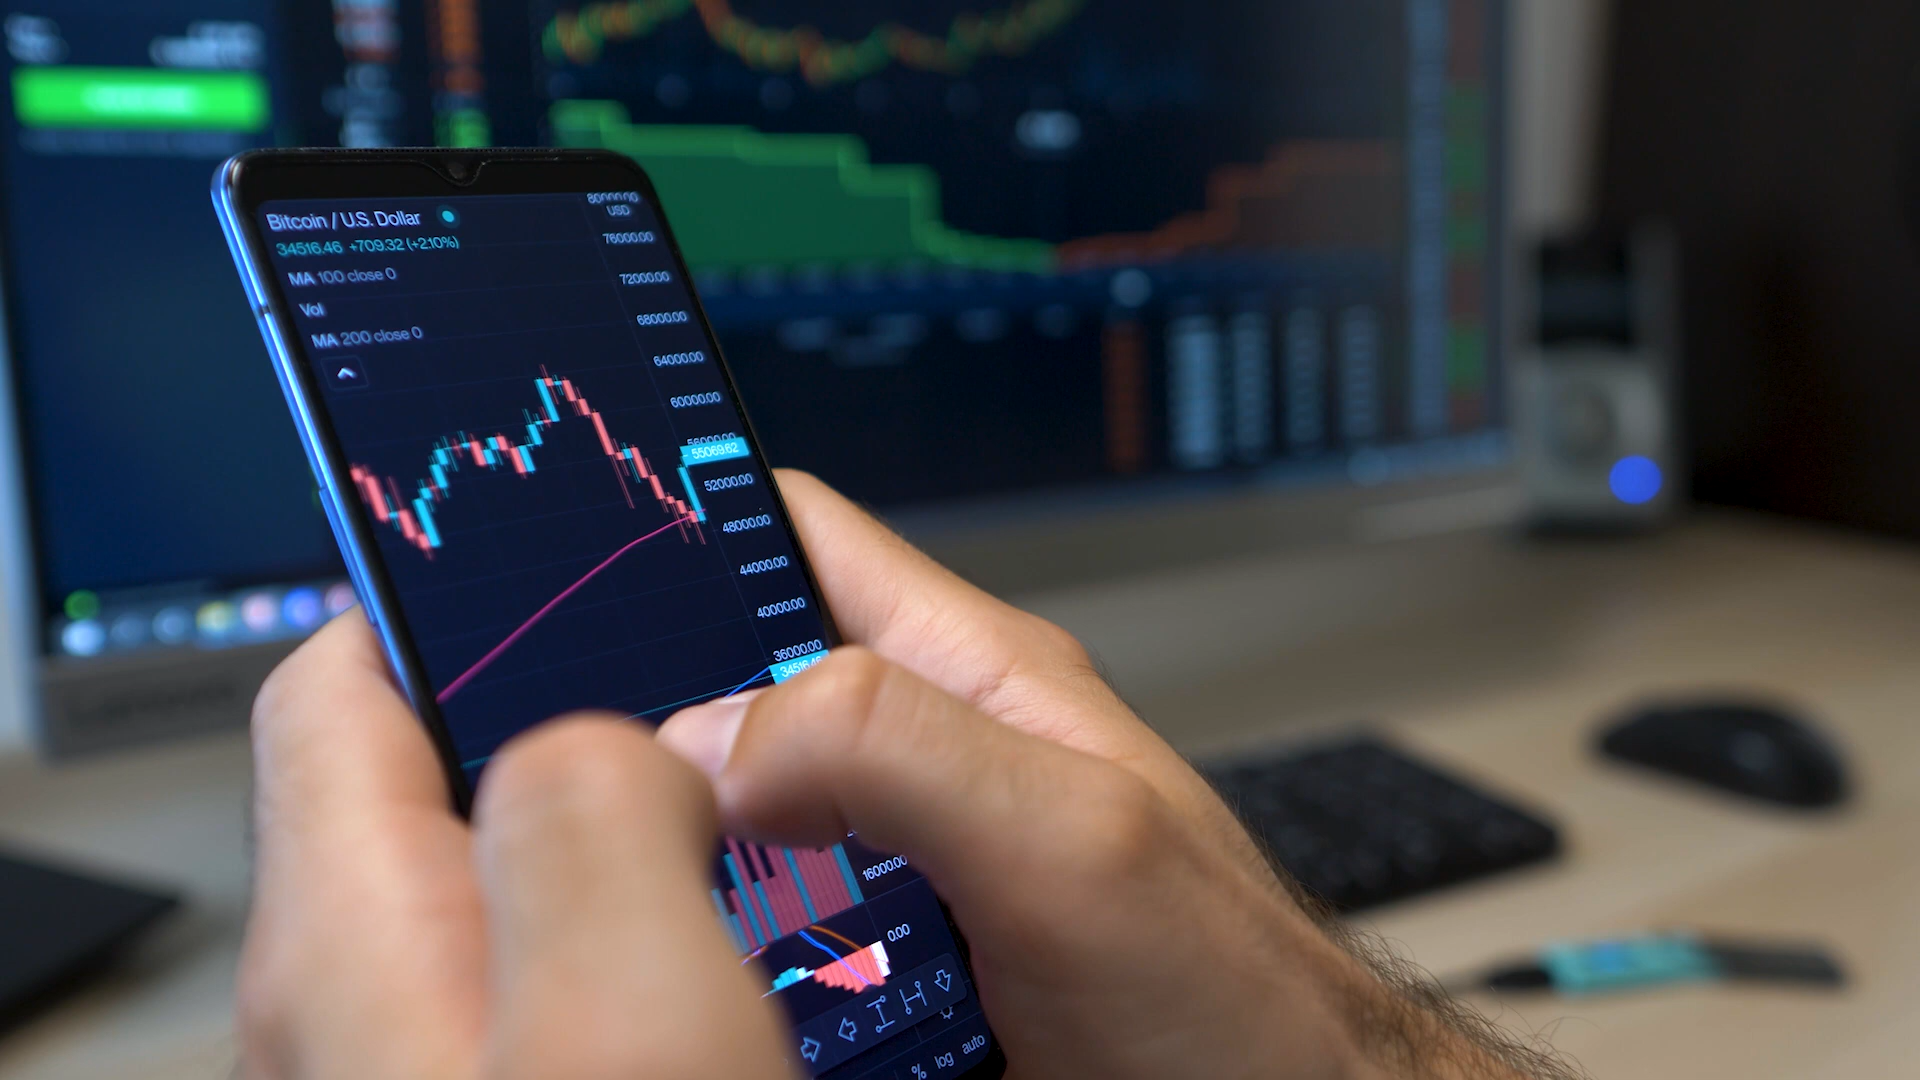 Bitcoin / U.S. Dollar
34516.46 +709.32 (+2.10%)
MA 100 close 0
Vol
MA 200 close 0
80000.00
USD
76000.00
72000.00
68000.00
64000.00
60000.00
56000.00
55069.62
52000.00
48000.00
44000.00
40000.00
36000.00
34516.46
16000.00
0.00
% log auto